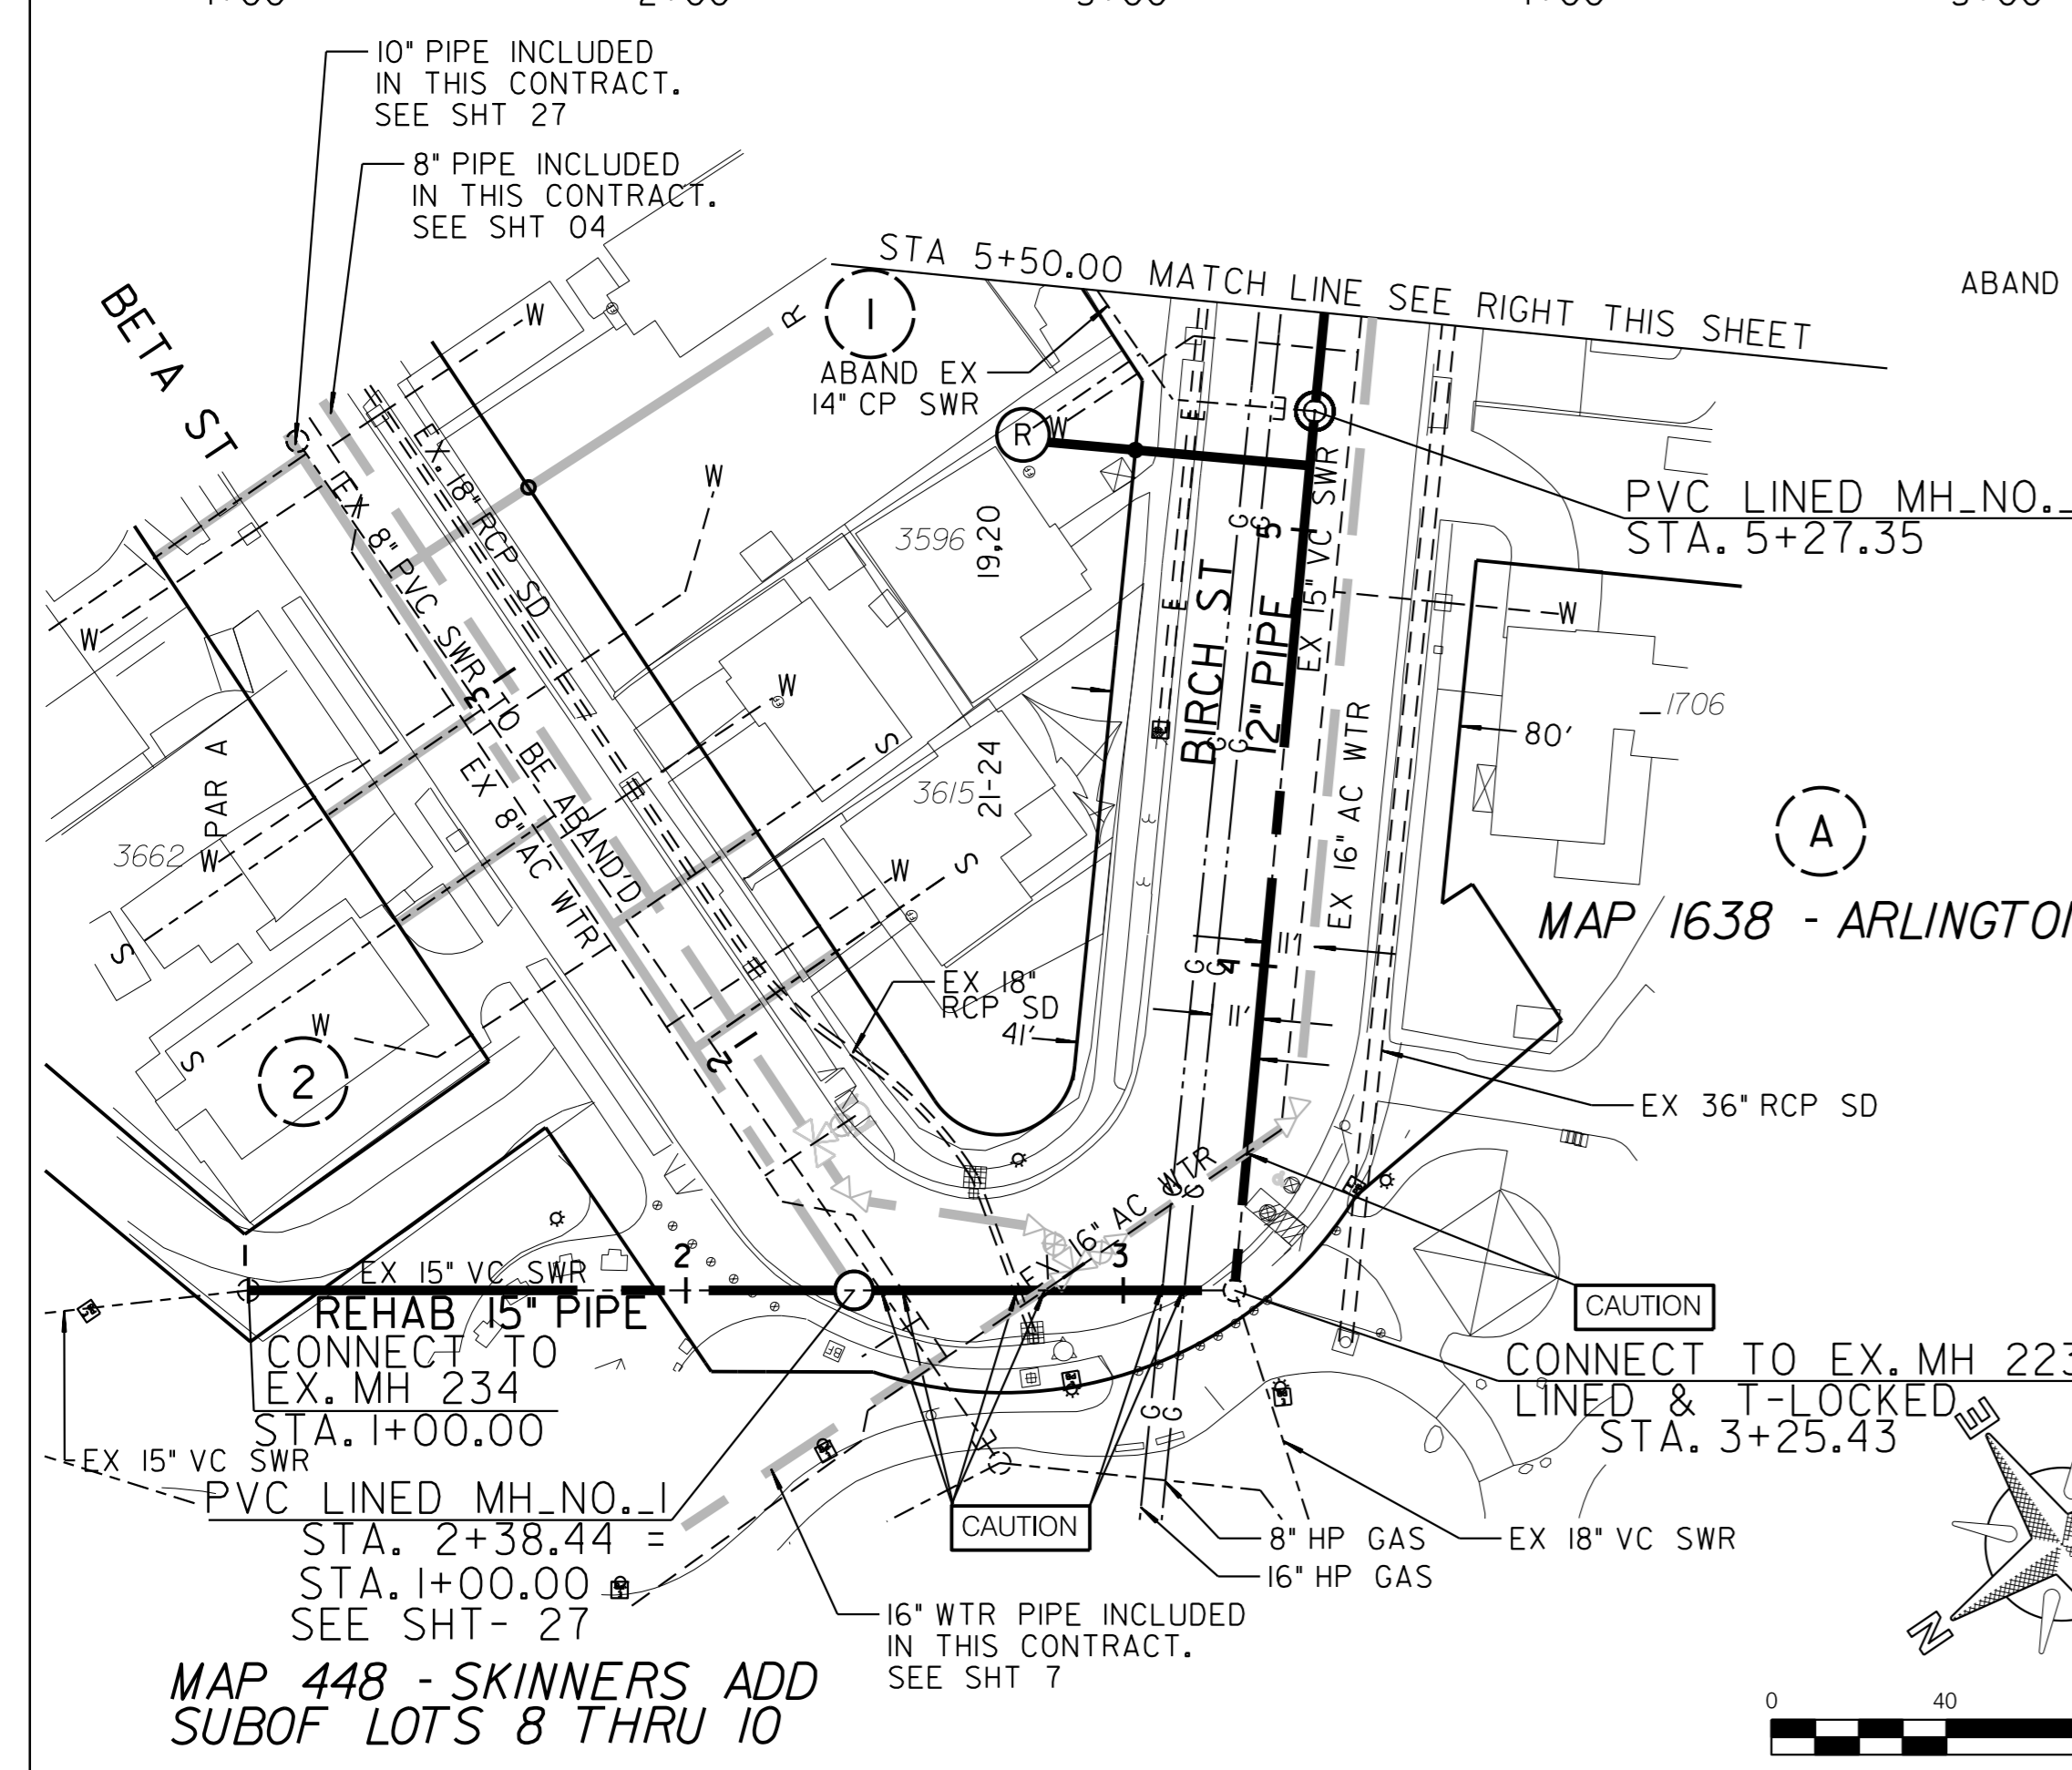 10" PIPE INCLUDED
IN THIS CONTRACT.
SEE SHT 27
8" PIPE INCLUDED
IN THIS CONTRACT.
SEE SHT 04
STA 5+50.00 MATCH LINE SEE RIGHT THIS SHEET
ABAND
BETA ST
W
R
1
ABAND EX
14" CP SWR
R
W
E
PVC LINED MH_NO._
STA. 5+27.35
EX. 18" RCP SD
EX 8" PVC SWR TO BE ABAND'D
EX 8" AC WTR
W
3596
19,20
G
G
5
E
BIRCH ST
12" PIPE
EX 15" VC SWR
W
W
W
3
S
3615
21-24
G
G
EX 16" AC WTR
80'
1706
PAR A
3662
W
W
S
A
MAP 1638 - ARLINGTON
S
EX 18"
RCP SD
41'
G
G
4
11'
11'
W
S
2
2
EX 36" RCP SD
EX 16" AC WTR
G
G
EX 15" VC SWR
2
3
REHAB 15" PIPE
CAUTION
CONNECT TO
EX. MH 234
STA. 1+00.00
CONNECT TO EX. MH 223
LINED & T-LOCKED
STA. 3+25.43
BF
G
G
EX 15" VC SWR
PVC LINED MH_NO._1
STA. 2+38.44 =
STA. 1+00.00
SEE SHT- 27
CAUTION
8" HP GAS
16" HP GAS
EX 18" VC SWR
E
N
16" WTR PIPE INCLUDED
IN THIS CONTRACT.
SEE SHT 7
MAP 448 - SKINNERS ADD
SUBOF LOTS 8 THRU 10
0
40